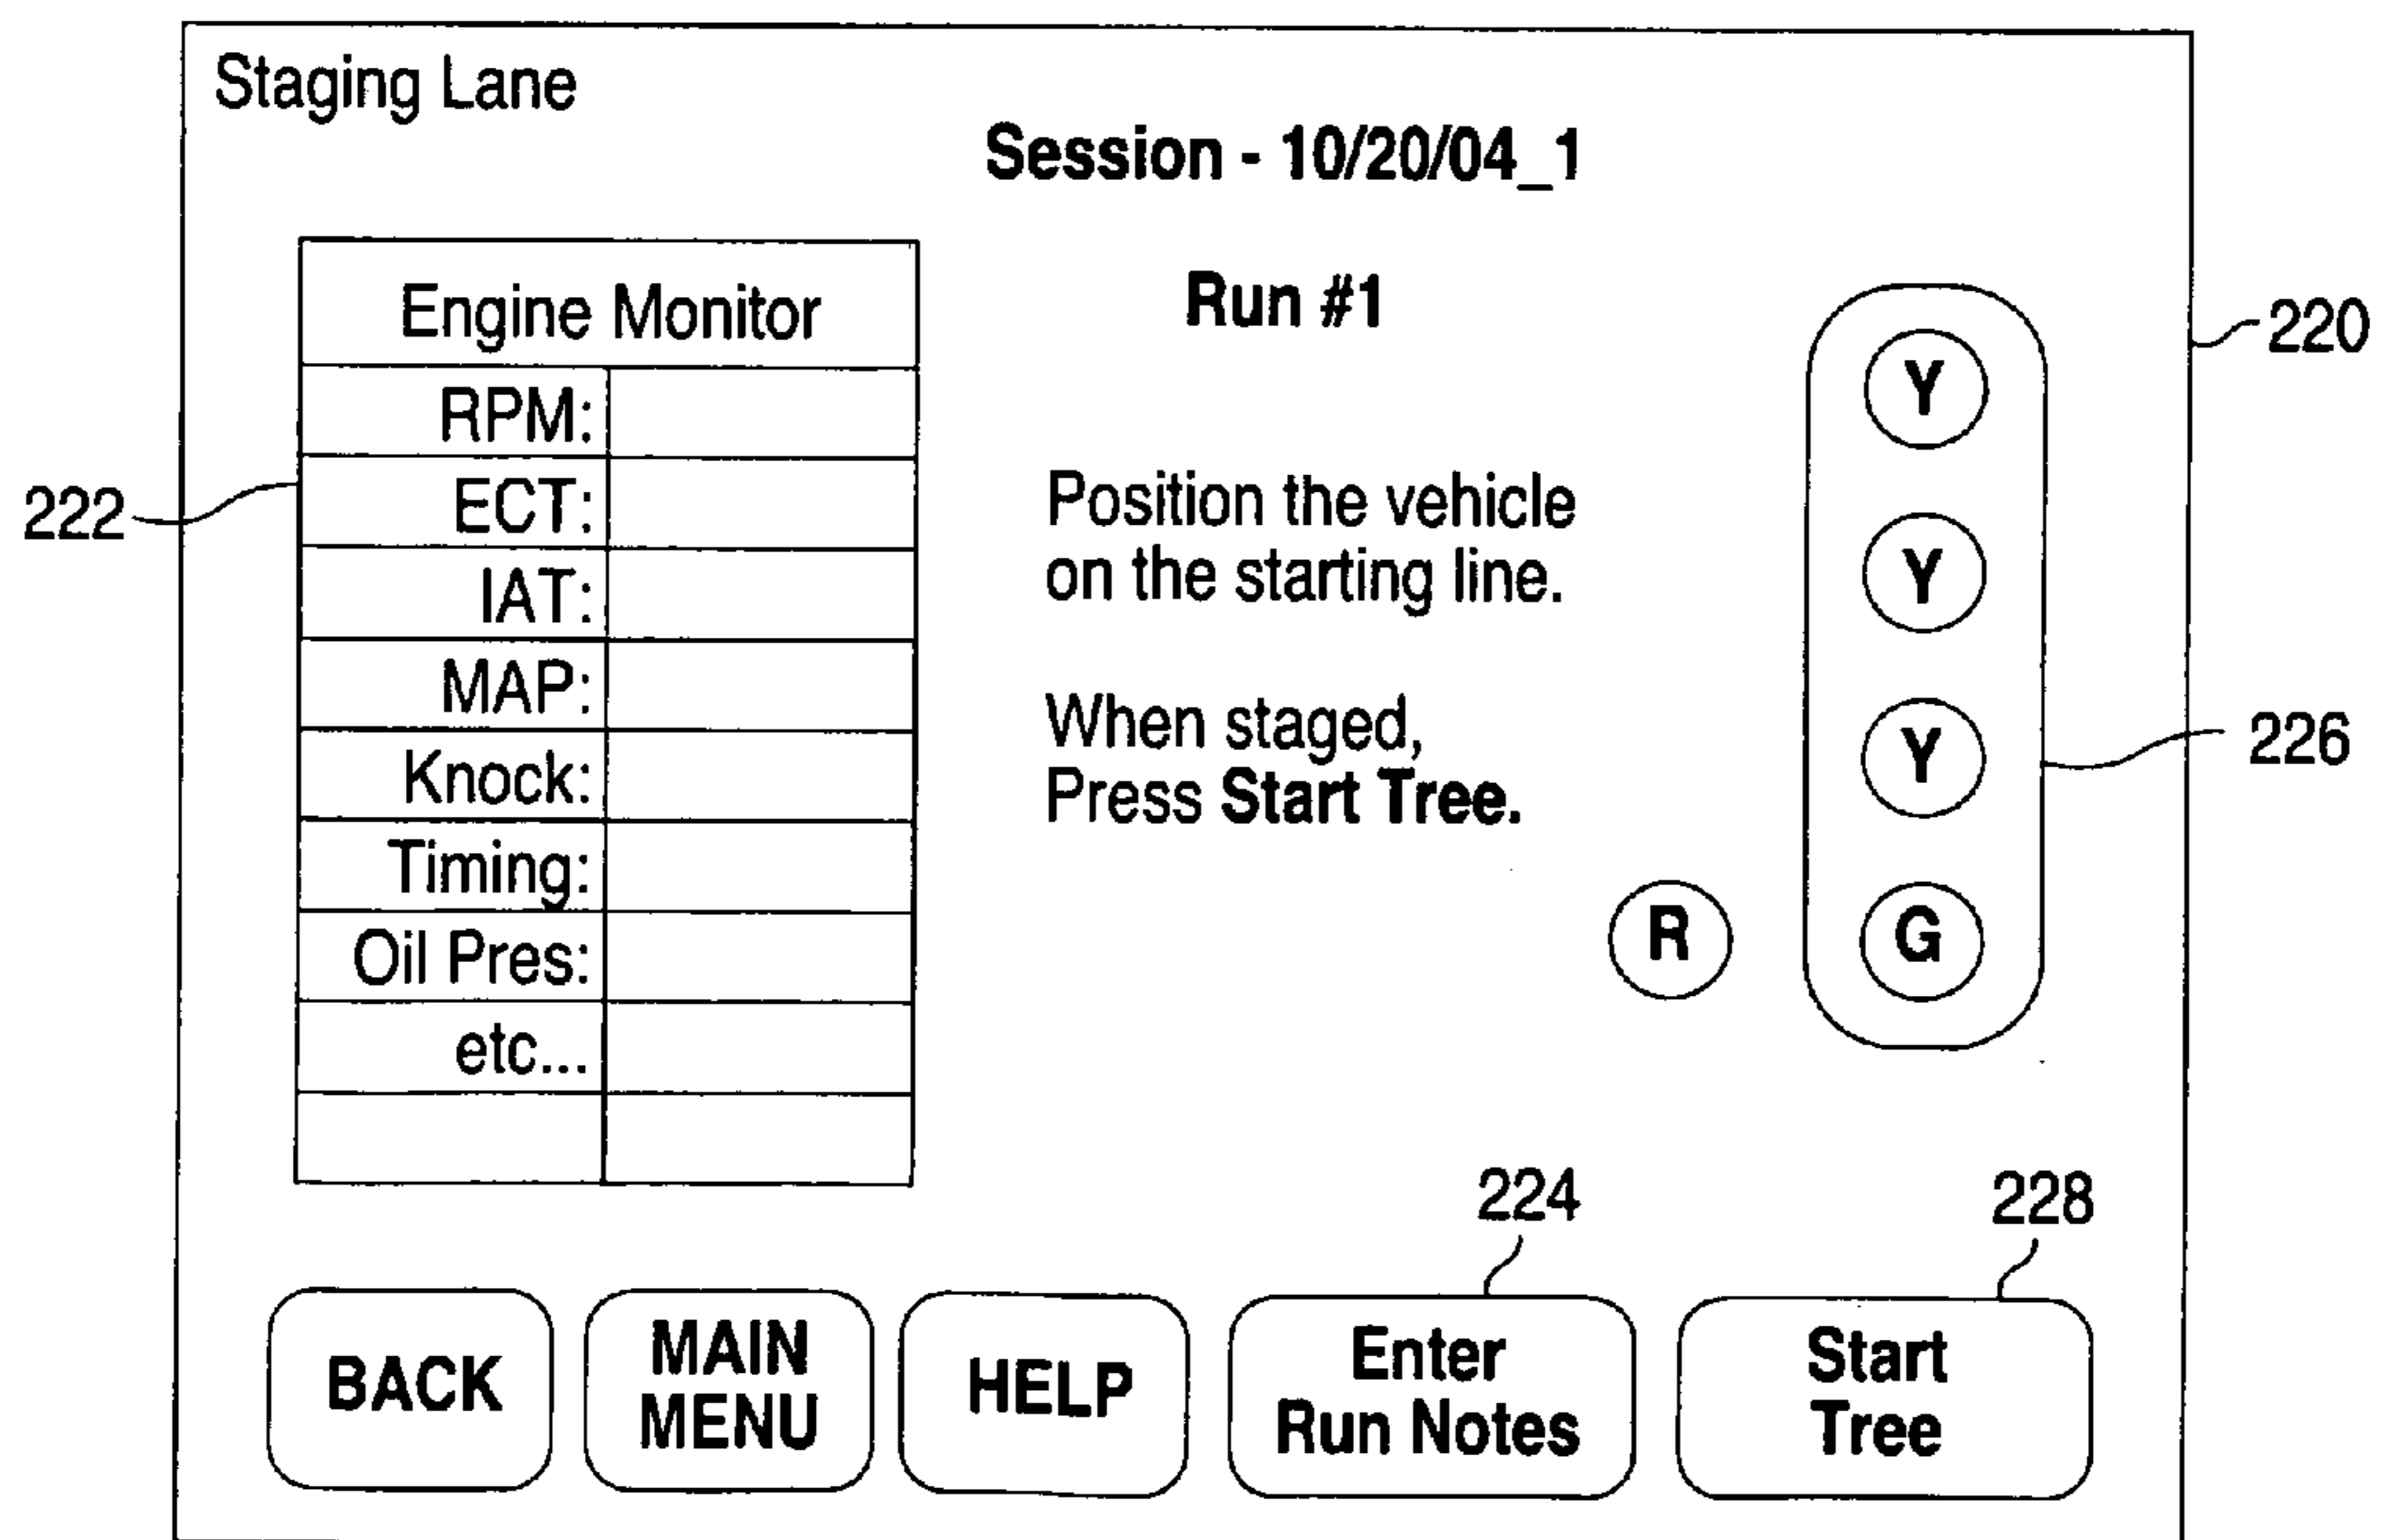 Staging Lane
Session - 10/20/04_1
Engine Monitor
RPM:
ECT:
IAT:
MAP:
Knock:
Timing:
Oil Pres:
etc...
222
Run #1
Position the vehicle
on the starting line.
When staged,
Press Start Tree.
Y
Y
Y
R
G
220
226
224
228
BACK
MAIN
MENU
HELP
Enter
Run Notes
Start
Tree